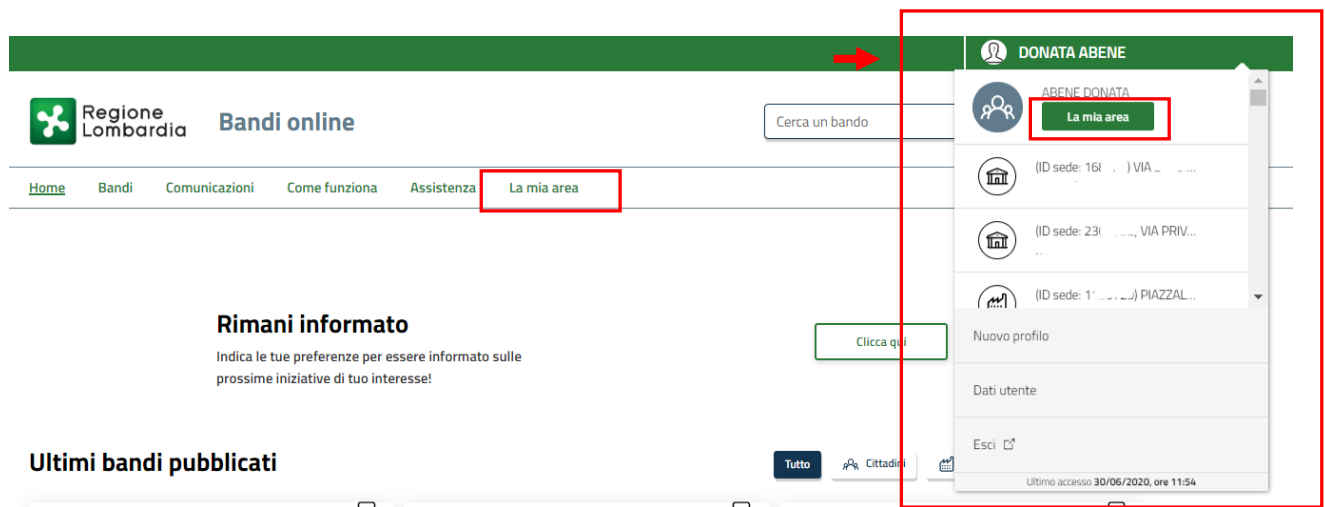 DONATA ABENE
Regione
Lombardia
Bandi online
Cerca un bando
Home Bandi Comunicazioni Come funziona Assistenza La mia area
ABENE DONATA
La mia area
(ID sede: ) VIA ...
(ID sede: , VIA PRIV...
(ID sede: ) PIAZZAL...
Nuovo profilo
Dati utente
Esci
Ultimo accesso 30/06/2020, ore 11:54
Rimani informato
Indica le tue preferenze per essere informato sulle
prossime iniziative di tuo interesse!
Clicca qui
Ultimi bandi pubblicati
Tutto Cittadini